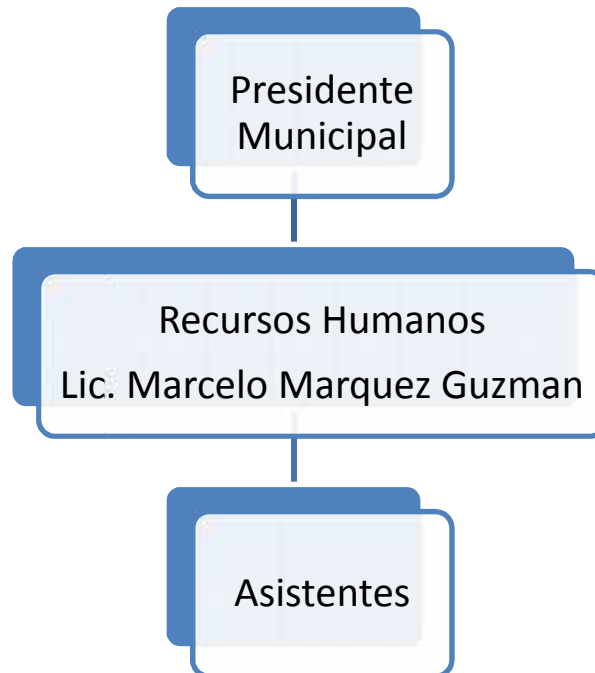 Presidente
Municipal
Recursos Humanos
Lic. Marcelo Marquez Guzman
Asistentes